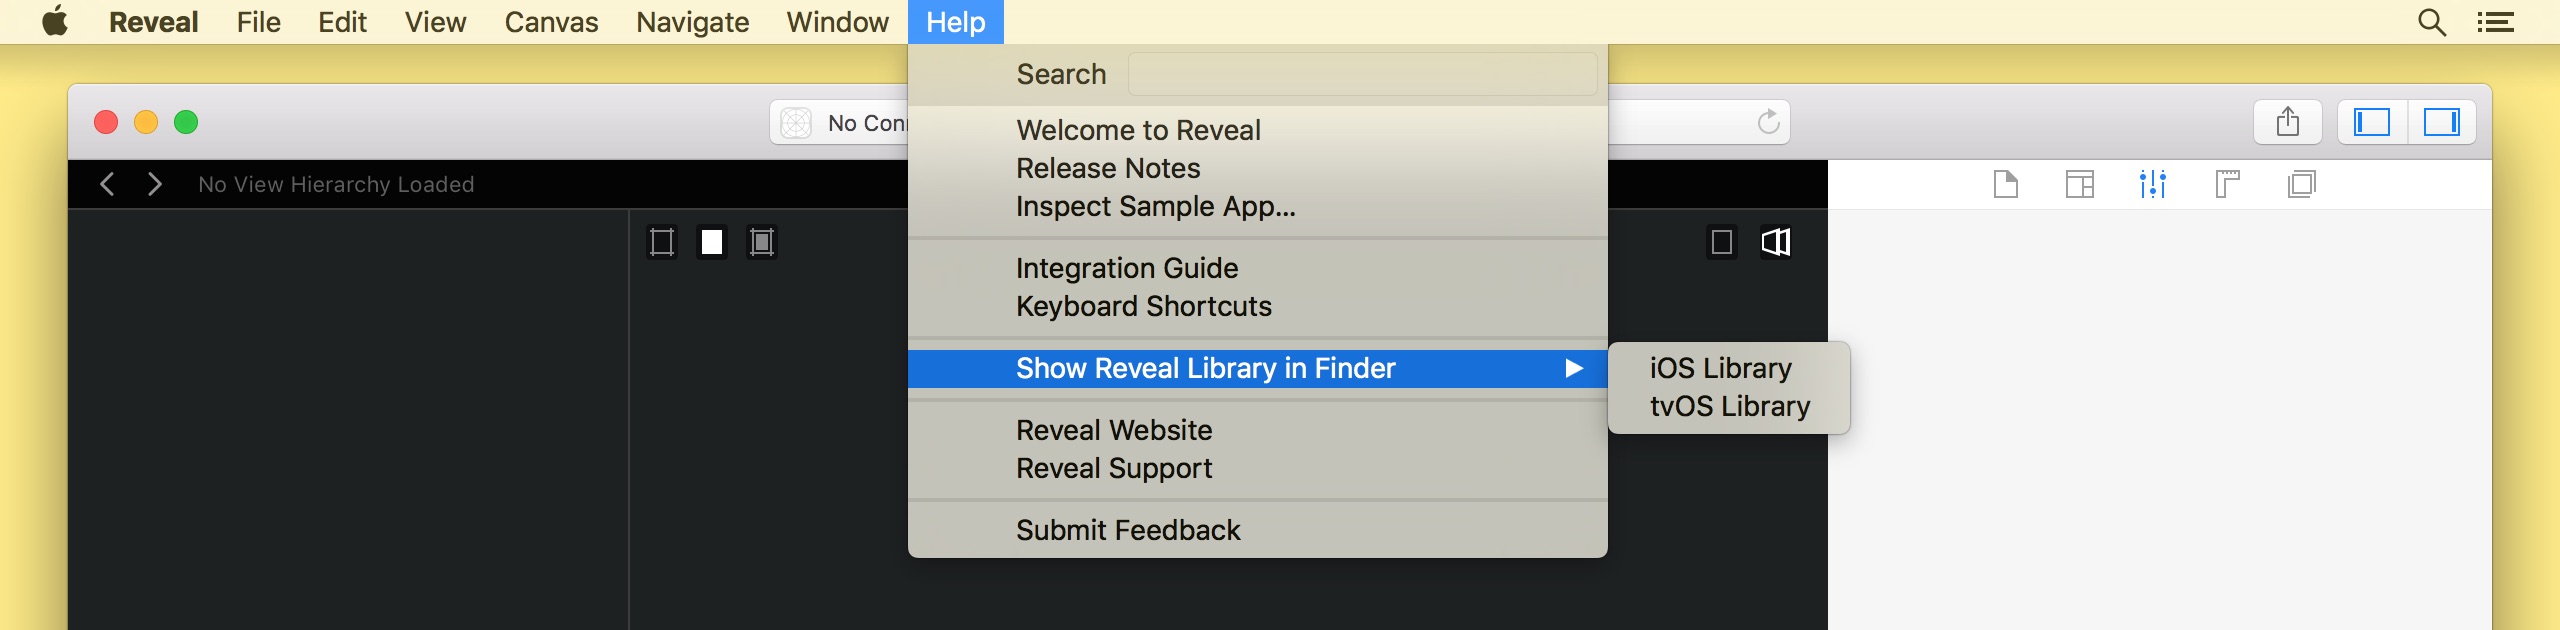 Reveal File Edit View Canvas Navigate Window Help
Search
No Con
No View Hierarchy Loaded
Welcome to Reveal
Release Notes
Inspect Sample App...
Integration Guide
Keyboard Shortcuts
Show Reveal Library in Finder
iOS Library
tvOS Library
Reveal Website
Reveal Support
Submit Feedback